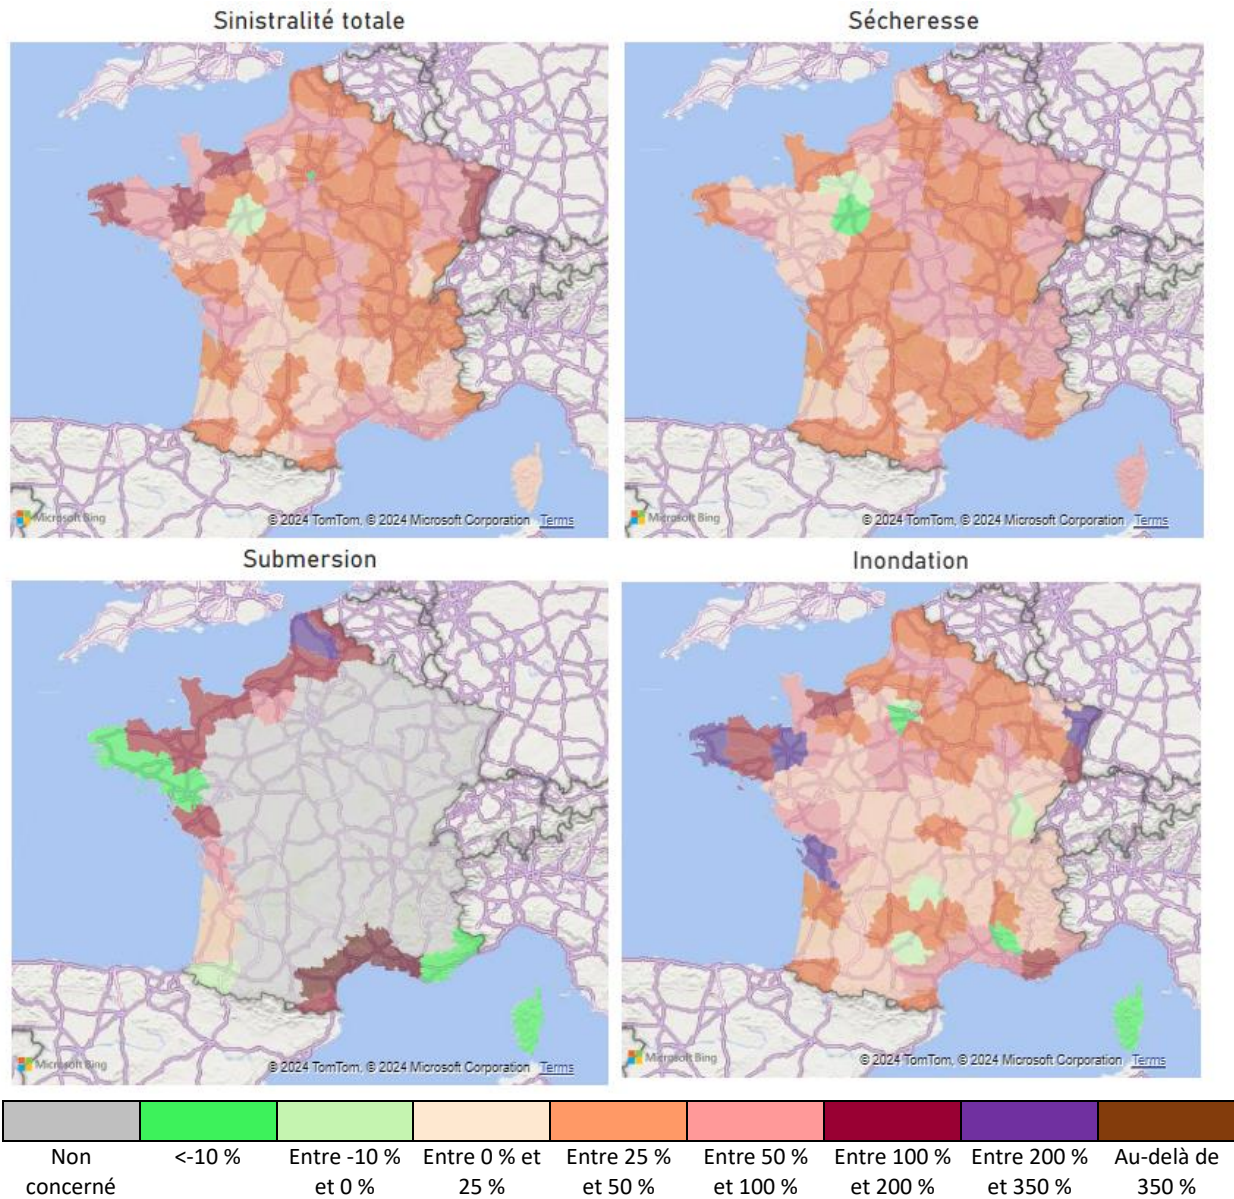 Sinistralité totale
Sécheresse
Microsoft Bing
© 2024 TomTom, © 2024 Microsoft Corporation Terms
Microsoft Bing
© 2024 TomTom, © 2024 Microsoft Corporation Terms
Submersion
Inondation
Microsoft Bing
© 2024 TomTom, © 2024 Microsoft Corporation Terms
Microsoft Bing
© 2024 TomTom, © 2024 Microsoft Corporation Terms
Non concerné
<-10 %
Entre -10 % et 0 %
Entre 0 % et 25 %
Entre 25 % et 50 %
Entre 50 % et 100 %
Entre 100 % et 200 %
Entre 200 % et 350 %
Au-delà de 350 %